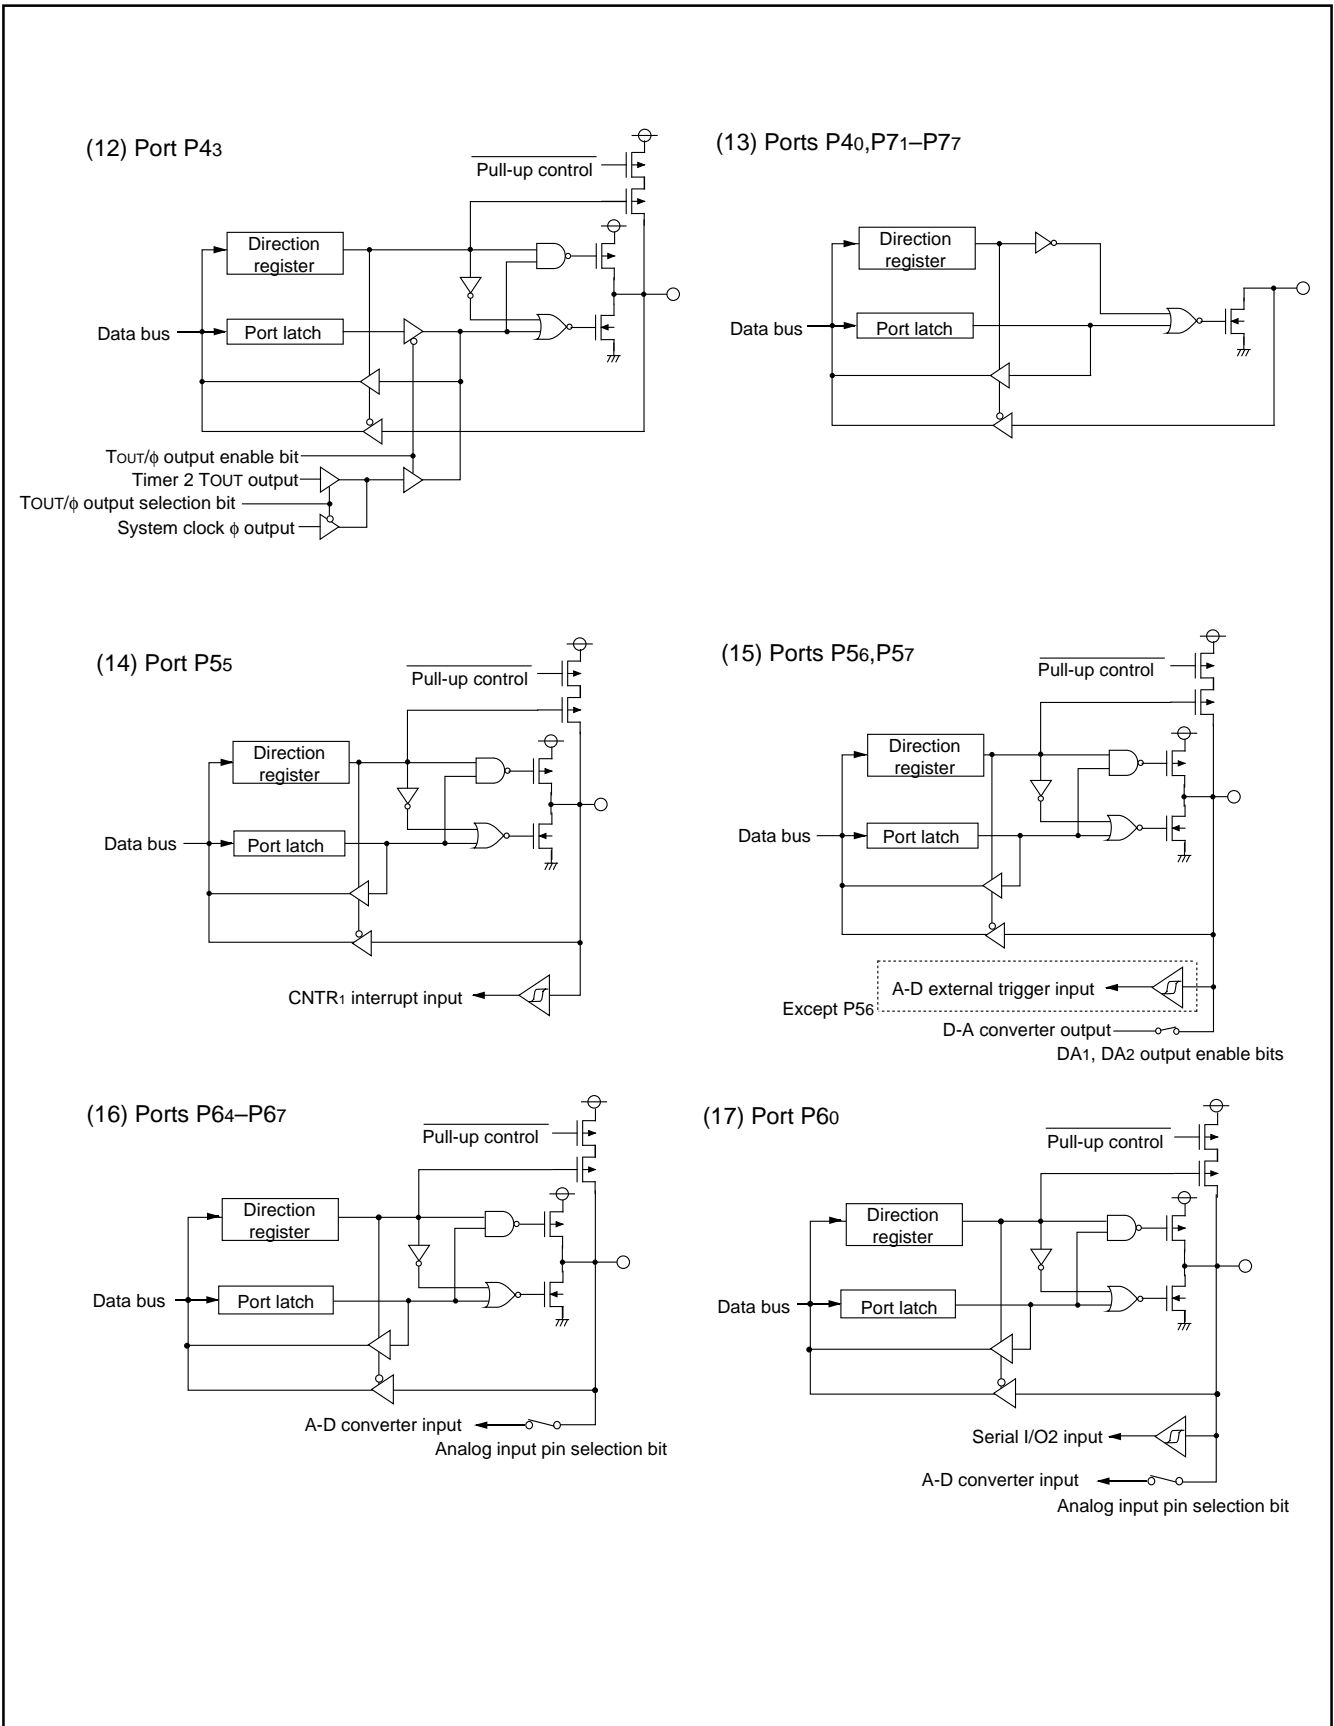 (12) Port P43
Pull-up control
Direction
register
Data bus
Port latch
TOUT/φ output enable bit
Timer 2 TOUT output
TOUT/φ output selection bit
System clock φ output
(13) Ports P40,P71–P77
Direction
register
Data bus
Port latch
(14) Port P55
Pull-up control
Direction
register
Data bus
Port latch
CNTR1 interrupt input
(15) Ports P56,P57
Pull-up control
Direction
register
Data bus
Port latch
A-D external trigger input
Except P56
D-A converter output
DA1, DA2 output enable bits
(16) Ports P64–P67
Pull-up control
Direction
register
Data bus
Port latch
A-D converter input
Analog input pin selection bit
(17) Port P60
Pull-up control
Direction
register
Data bus
Port latch
Serial I/O2 input
A-D converter input
Analog input pin selection bit